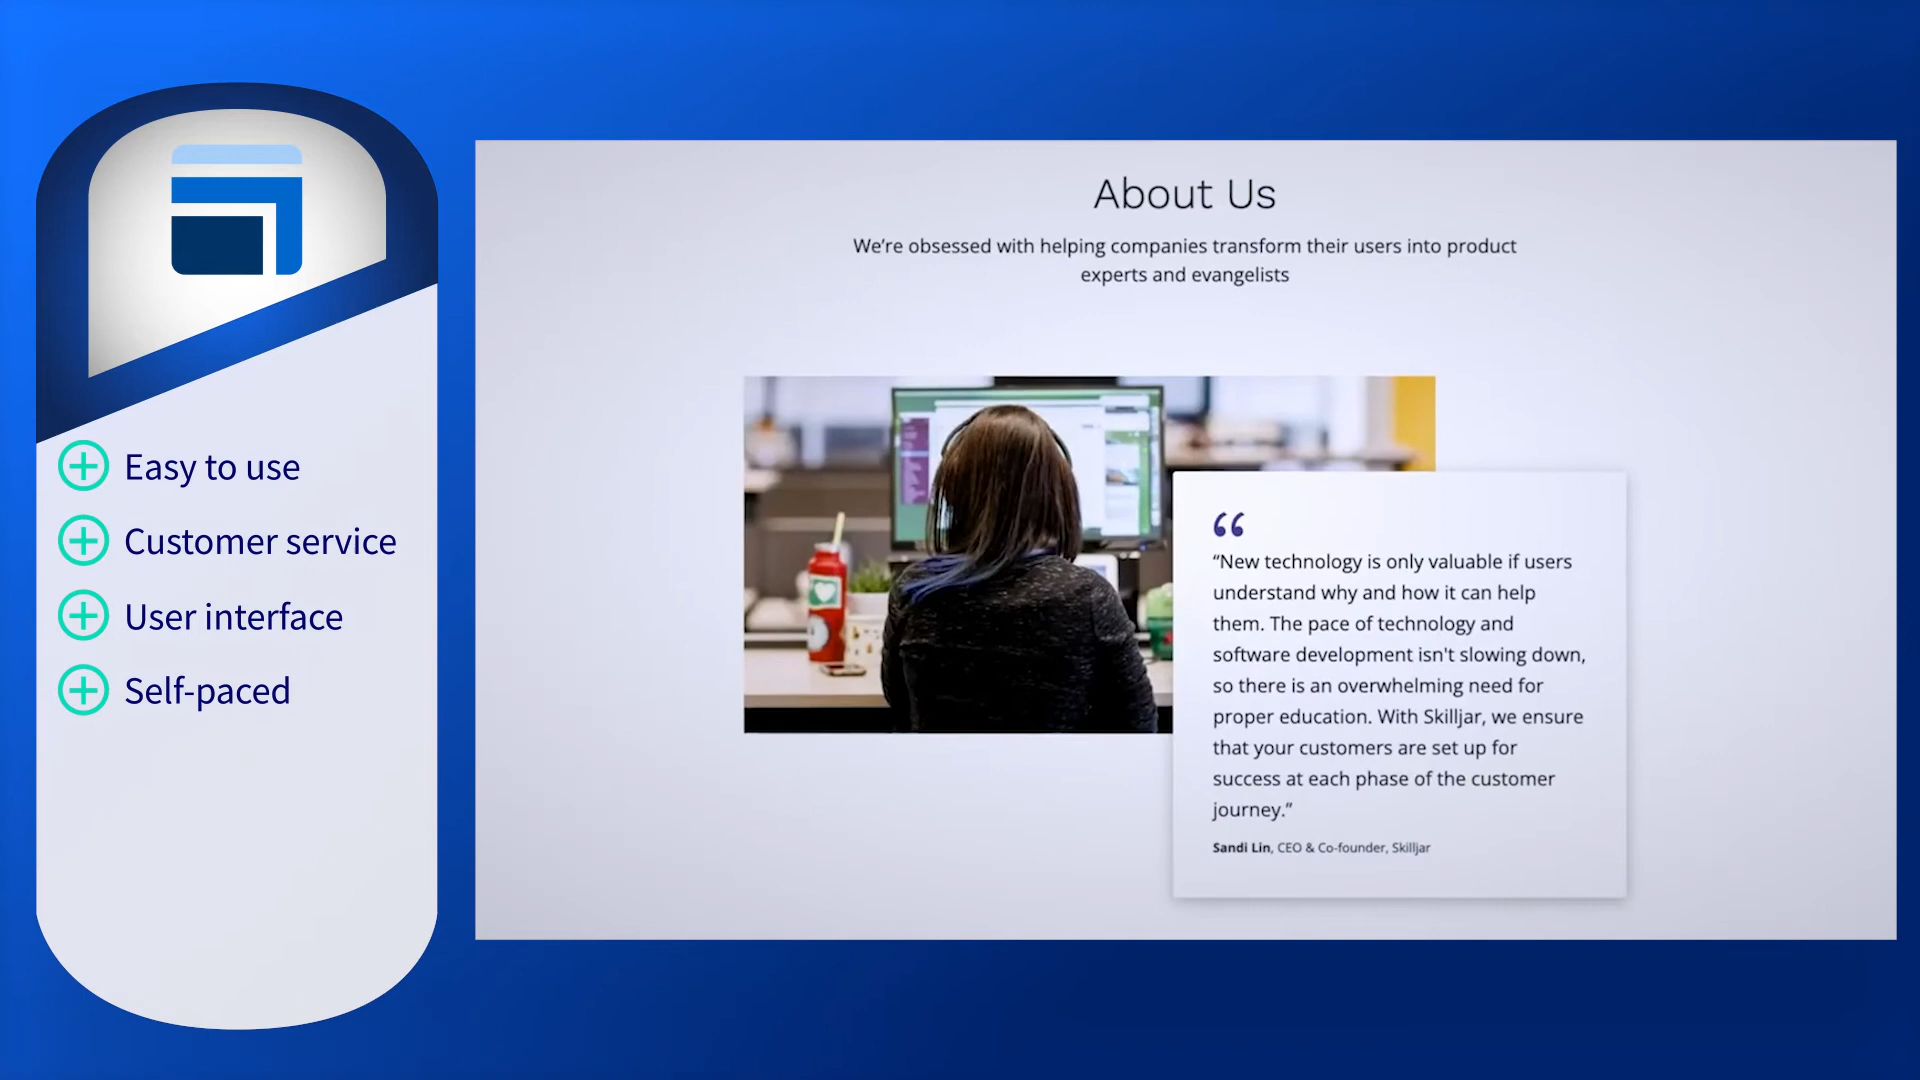 Easy to use
Customer service
User interface
Self-paced
About Us
We’re obsessed with helping companies transform their users into product
experts and evangelists
“
“New technology is only valuable if users
understand why and how it can help
them. The pace of technology and
software development isn't slowing down,
so there is an overwhelming need for
proper education. With Skilljar, we ensure
that your customers are set up for
success at each phase of the customer
journey.”
Sandi Lin, CEO & Co-founder, Skilljar